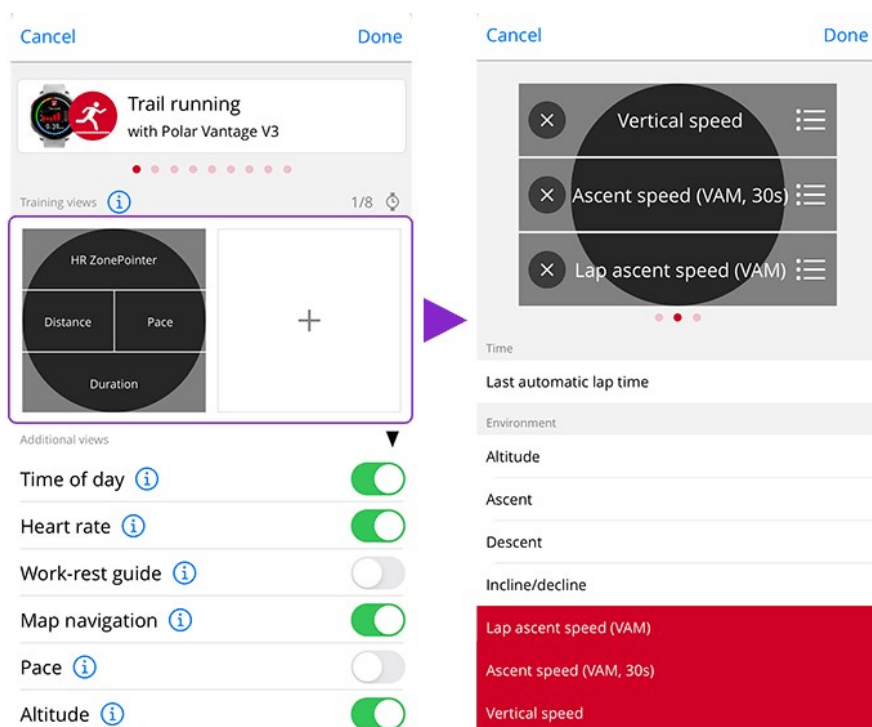 Cancel
Done
Trail running
with Polar Vantage V3
Training views
1/8
HR ZonePointer
Distance
Pace
Duration
Additional views
Time of day
Heart rate
Work-rest guide
Map navigation
Pace
Altitude
Cancel
Done
Vertical speed
Ascent speed (VAM, 30s)
Lap ascent speed (VAM)
Time
Last automatic lap time
Environment
Altitude
Ascent
Descent
Incline/decline
Lap ascent speed (VAM)
Ascent speed (VAM, 30s)
Vertical speed